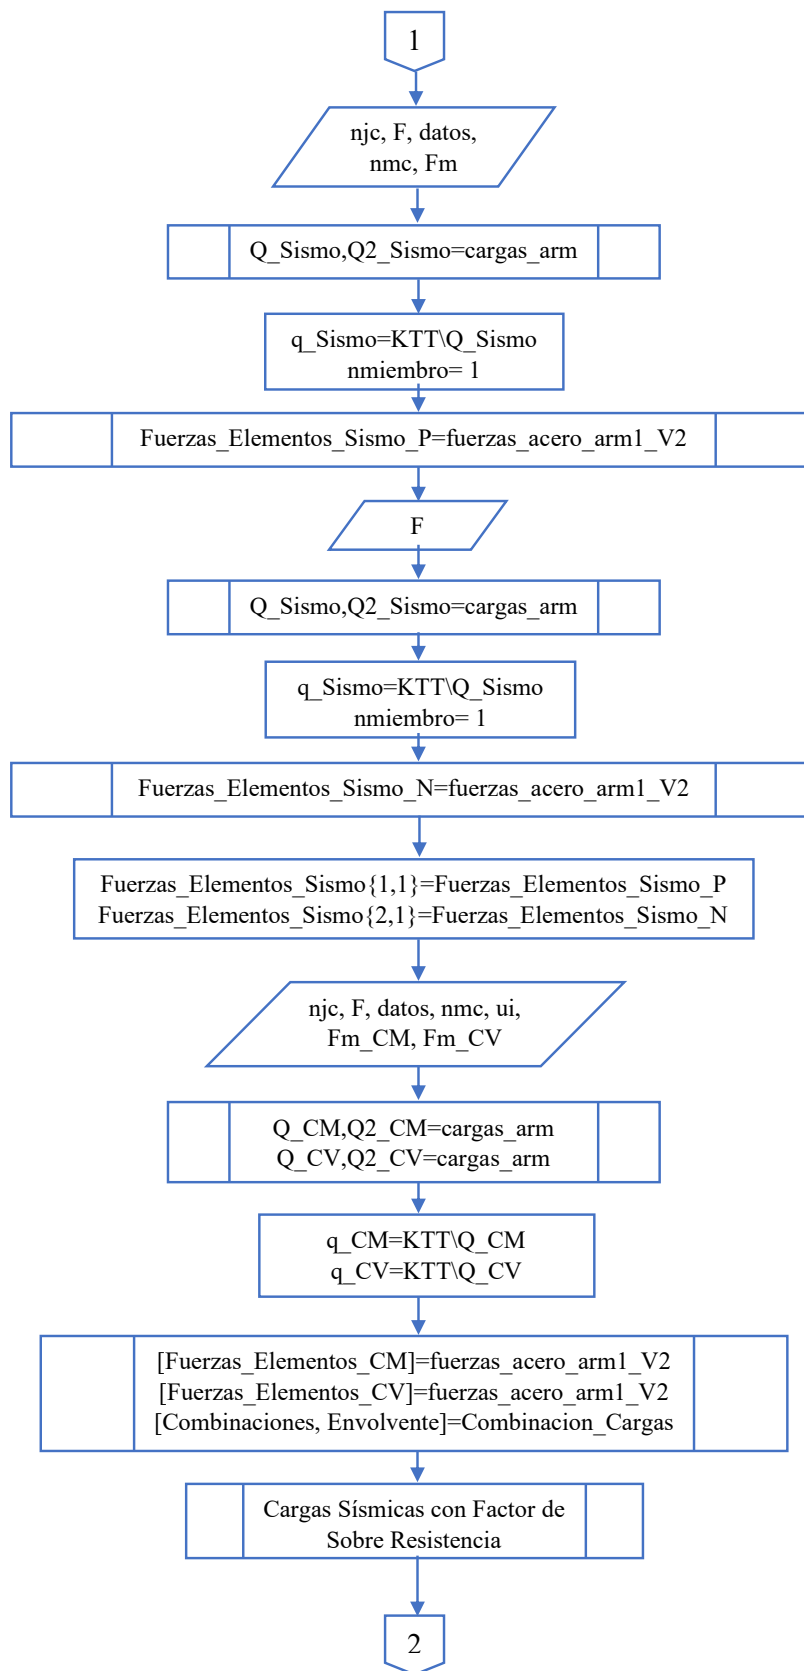 1
njc, F, datos,
nmc, Fm
Q_Sismo,Q2_Sismo=cargas_arm
q_Sismo=KTT\Q_Sismo
nmiembro= 1
Fuerzas_Elementos_Sismo_P=fuerzas_acero_arm1_V2
F
Q_Sismo,Q2_Sismo=cargas_arm
q_Sismo=KTT\Q_Sismo
nmiembro= 1
Fuerzas_Elementos_Sismo_N=fuerzas_acero_arm1_V2
Fuerzas_Elementos_Sismo{1,1}=Fuerzas_Elementos_Sismo_P
Fuerzas_Elementos_Sismo{2,1}=Fuerzas_Elementos_Sismo_N
njc, F, datos, nmc, ui,
Fm_CM, Fm_CV
Q_CM,Q2_CM=cargas_arm
Q_CV,Q2_CV=cargas_arm
q_CM=KTT\Q_CM
q_CV=KTT\Q_CV
[Fuerzas_Elementos_CM]=fuerzas_acero_arm1_V2
[Fuerzas_Elementos_CV]=fuerzas_acero_arm1_V2
[Combinaciones, Envolvente]=Combinacion_Cargas
Cargas Sísmicas con Factor de
Sobre Resistencia
2